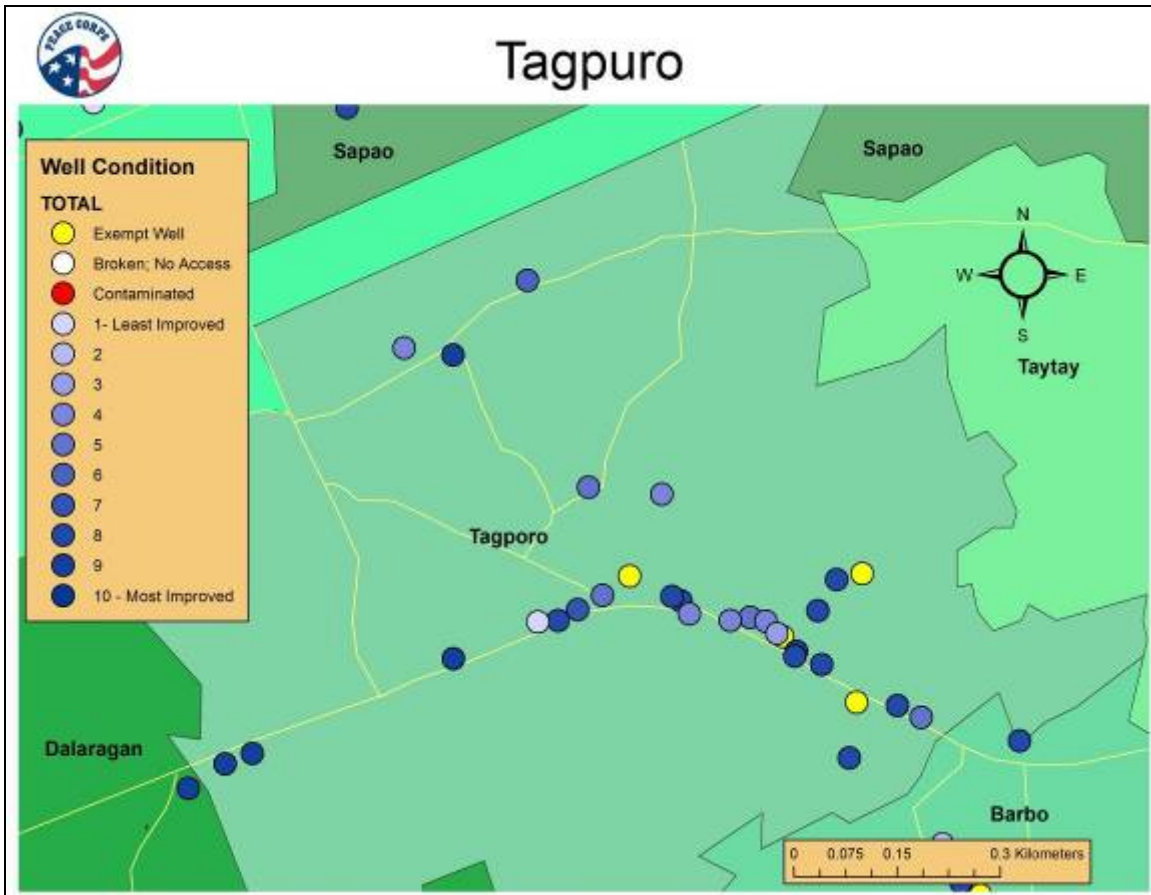 PEACE CORPS
Tagpuro
Sapao
Sapao
Well Condition
TOTAL
Exempt Well
Broken; No Access
Contaminated
1- Least Improved
2
3
4
5
6
7
8
9
10 - Most Improved
N
W
E
S
Taytay
Tagporo
Dalaragan
Barbo
0 0.075 0.15 0.3 Kilometers